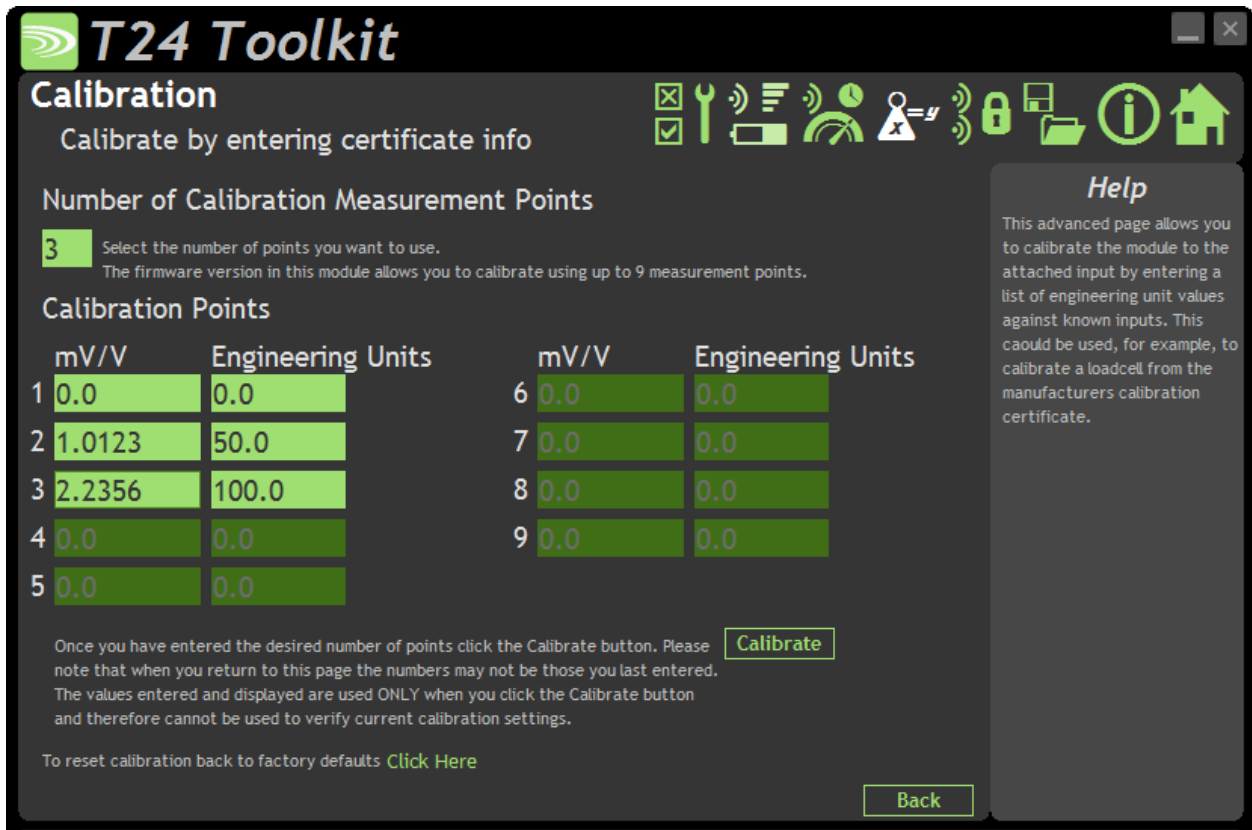 T24 Toolkit
Calibration
Calibrate by entering certificate info
x=y
Number of Calibration Measurement Points
3
Select the number of points you want to use.
The firmware version in this module allows you to calibrate using up to 9 measurement points.
Calibration Points
mV/V Engineering Units mV/V Engineering Units
1 0.0 0.0 6 0.0 0.0
2 1.0123 50.0 7 0.0 0.0
3 2.2356 100.0 8 0.0 0.0
4 0.0 0.0 9 0.0 0.0
5 0.0 0.0
Once you have entered the desired number of points click the Calibrate button. Please
note that when you return to this page the numbers may not be those you last entered.
The values entered and displayed are used ONLY when you click the Calibrate button
and therefore cannot be used to verify current calibration settings.
Calibrate
To reset calibration back to factory defaults Click Here
Back
Help
This advanced page allows you
to calibrate the module to the
attached input by entering a
list of engineering unit values
against known inputs. This
caould be used, for example, to
calibrate a loadcell from the
manufacturers calibration
certificate.